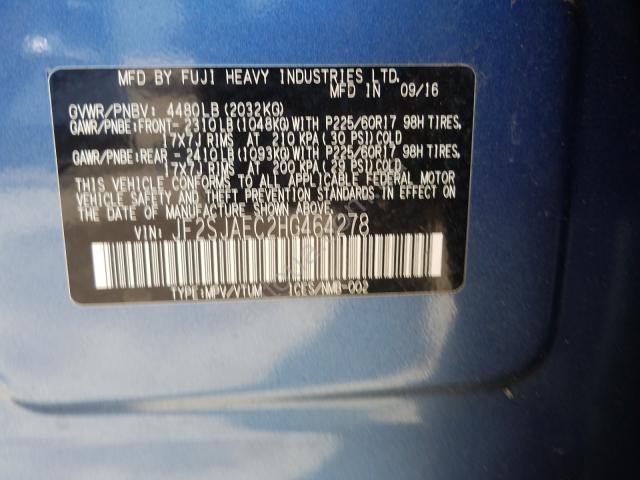 MFD BY FUJI HEAVY INDUSTRIES LTD.
MFD IN 09/16
GVWR/PNBV: 4480LB (2032KG)
GAWR/PNBE:FRONT- 2310LB(1048KG)WITH P225/60R17 98H TIRES,
17X7J RIMS AT 210 KPA(30 PSI)COLD
GAWR/PNBE:REAR - 2410LB(1093KG)WITH P225/60R17 98H TIRES,
17X7J RIMS AT 200 KPA(29 PSI)COLD
THIS VEHICLE CONFORMS TO ALL APPLICABLE FEDERAL MOTOR
VEHICLE SAFETY AND THEFT PREVENTION STANDARDS IN EFFECT
ON THE DATE OF MANUFACTURE SHOWN ABOVE.
VIN: JF2SJAEC2HG464278
TYPE:MPV/VTUM ICES/NMB-002